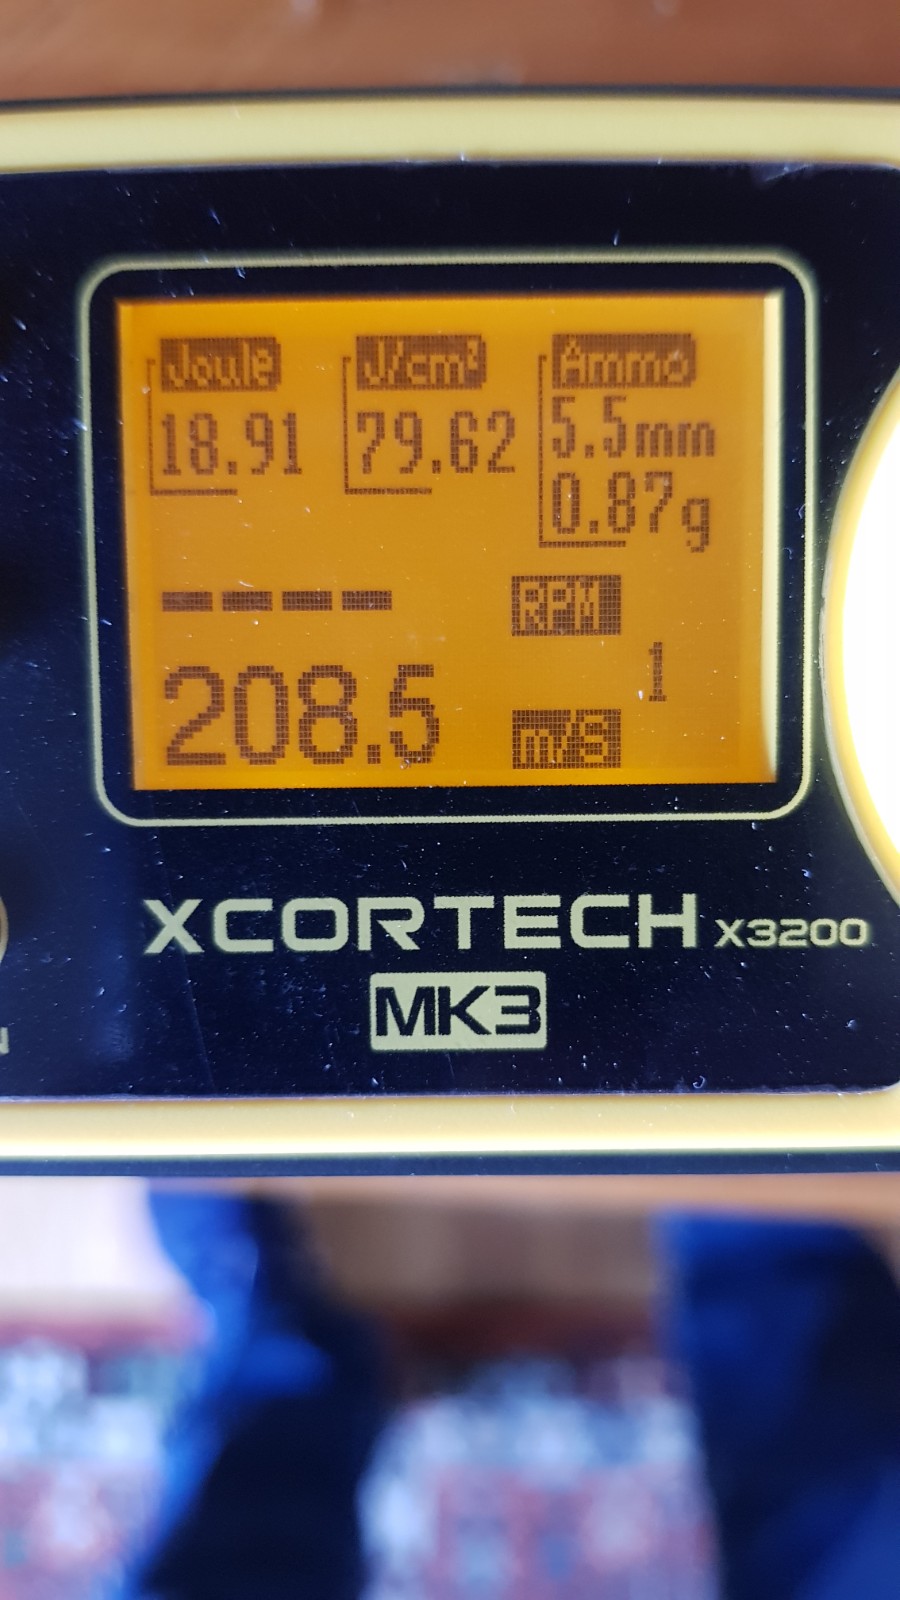 Joule J/cm² Ammo
18.91 79.62 5.5mm
0.87g
---- RPM
1
208.5 m/s
XCORTECH X3200
MK3
N